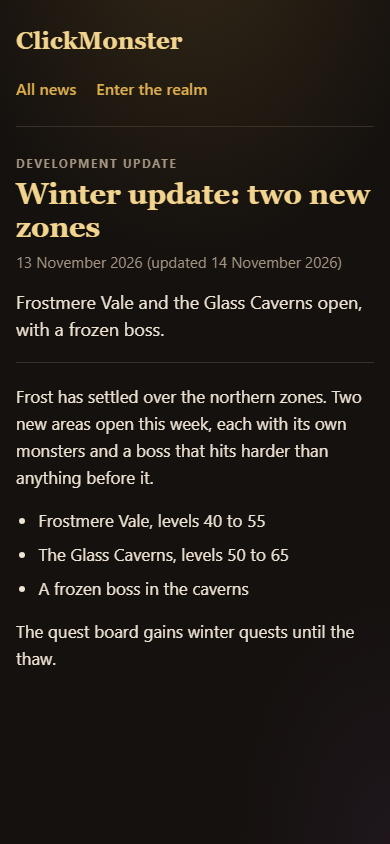 ClickMonster
All news Enter the realm
DEVELOPMENT UPDATE
Winter update: two new
zones
13 November 2026 (updated 14 November 2026)
Frostmere Vale and the Glass Caverns open,
with a frozen boss.
Frost has settled over the northern zones. Two
new areas open this week, each with its own
monsters and a boss that hits harder than
anything before it.
• Frostmere Vale, levels 40 to 55
• The Glass Caverns, levels 50 to 65
• A frozen boss in the caverns
The quest board gains winter quests until the
thaw.